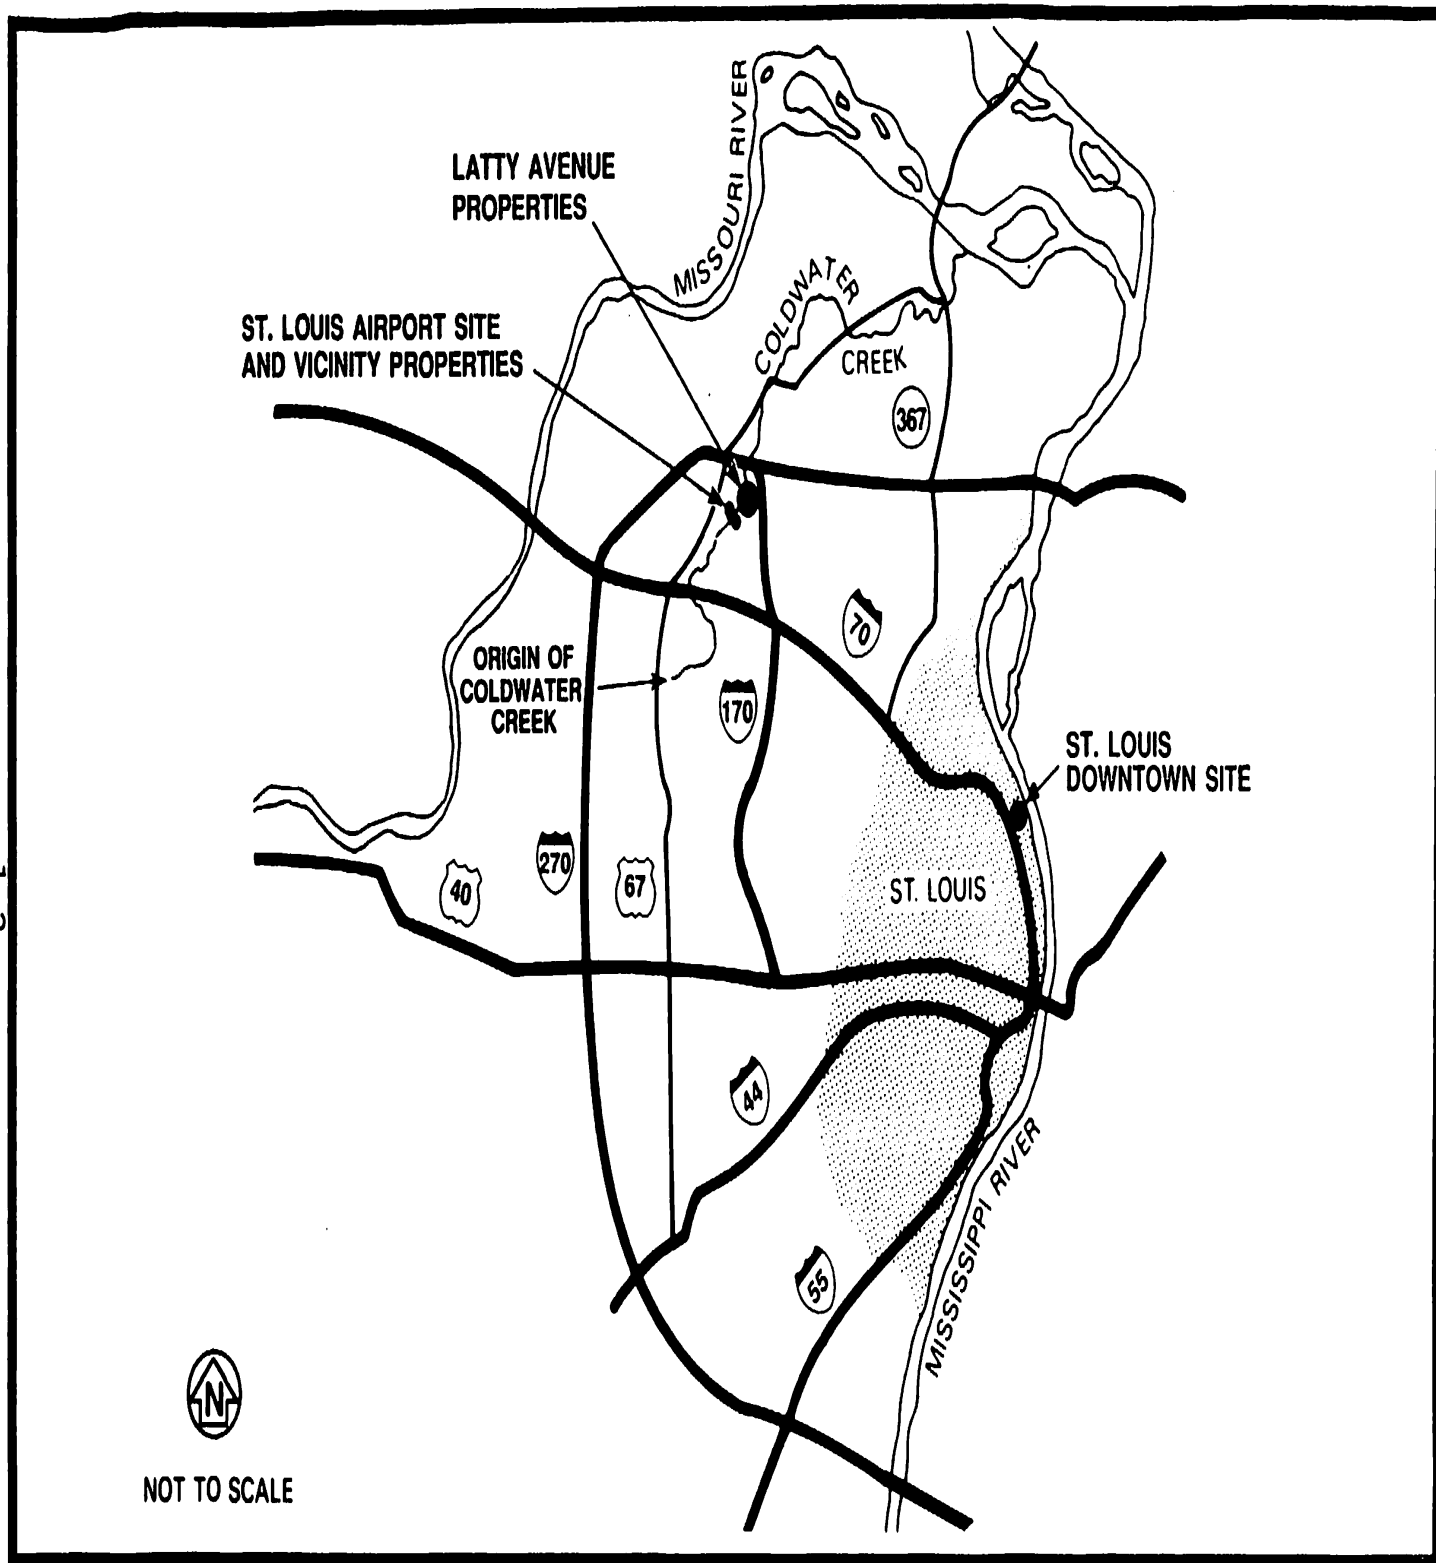 MISSOURI RIVER
LATTY AVENUE
PROPERTIES
COLDWATER
CREEK
ST. LOUIS AIRPORT SITE
AND VICINITY PROPERTIES
367
70
ORIGIN OF
COLDWATER
CREEK
170
ST. LOUIS
DOWNTOWN SITE
270
67
40
ST. LOUIS
44
MISSISSIPPI RIVER
55
N
NOT TO SCALE